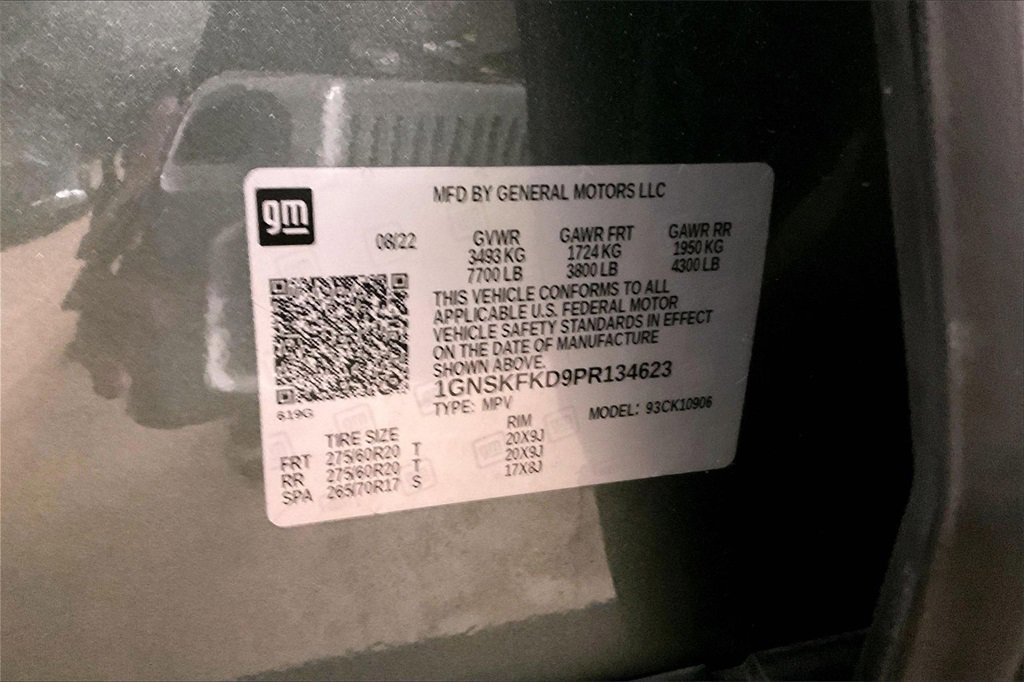 gm
MFD BY GENERAL MOTORS LLC
08/22 GVWR GAWR FRT GAWR RR
3493 KG 1724 KG 1950 KG
7700 LB 3800 LB 4300 LB
THIS VEHICLE CONFORMS TO ALL
APPLICABLE U.S. FEDERAL MOTOR
VEHICLE SAFETY STANDARDS IN EFFECT
ON THE DATE OF MANUFACTURE
SHOWN ABOVE.
1GNSKFKD9PR134623
619G
TYPE: MPV MODEL: 93CK10906
TIRE SIZE RIM
FRT 275/60R20 T 20X9J
RR 275/60R20 T 20X9J
SPA 265/70R17 S 17X8J